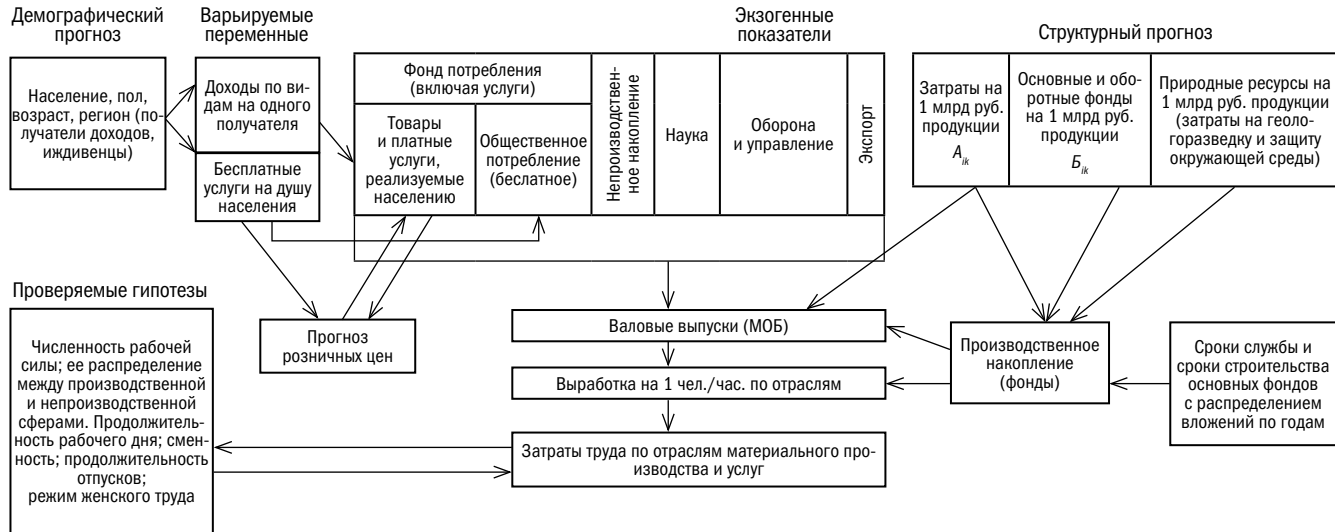 Демографический
прогноз
Варьируемые
переменные
Экзогенные
показатели
Структурный прогноз
Население, пол,
возраст, регион (по-
лучатели доходов,
иждивенцы)
Доходы по ви-
дам на одного
получателя
Бесплатные
услуги на душу
населения
Фонд потребления
(включая услуги)
Товары
и платные
услуги,
реализуемые
населению
Общественное
потребление
(беслатное)
Непроизводствен-
ное накопление
Наука
Оборона
и управление
Экспорт
Затраты на
1 млрд руб.
продукции
A_ik
Основные и обо-
ротные фонды
на 1 млрд руб.
продукции
Б_ik
Природные ресурсы на
1 млрд руб. продукции
(затраты на геоло-
горазведку и защиту
окружающей среды)
Проверяемые гипотезы
Численность рабочей
силы; ее распределение
между производственной
и непроизводственной
сферами. Продолжитель-
ность рабочего дня; смен-
ность; продолжительность
отпусков;
режим женского труда
Прогноз
розничных цен
Валовые выпуски (МОБ)
Выработка на 1 чел./час. по отраслям
Затраты труда по отраслям материального про-
изводства и услуг
Производственное
накопление
(фонды)
Сроки службы и
сроки строительства
основных фондов
с распределением
вложений по годам